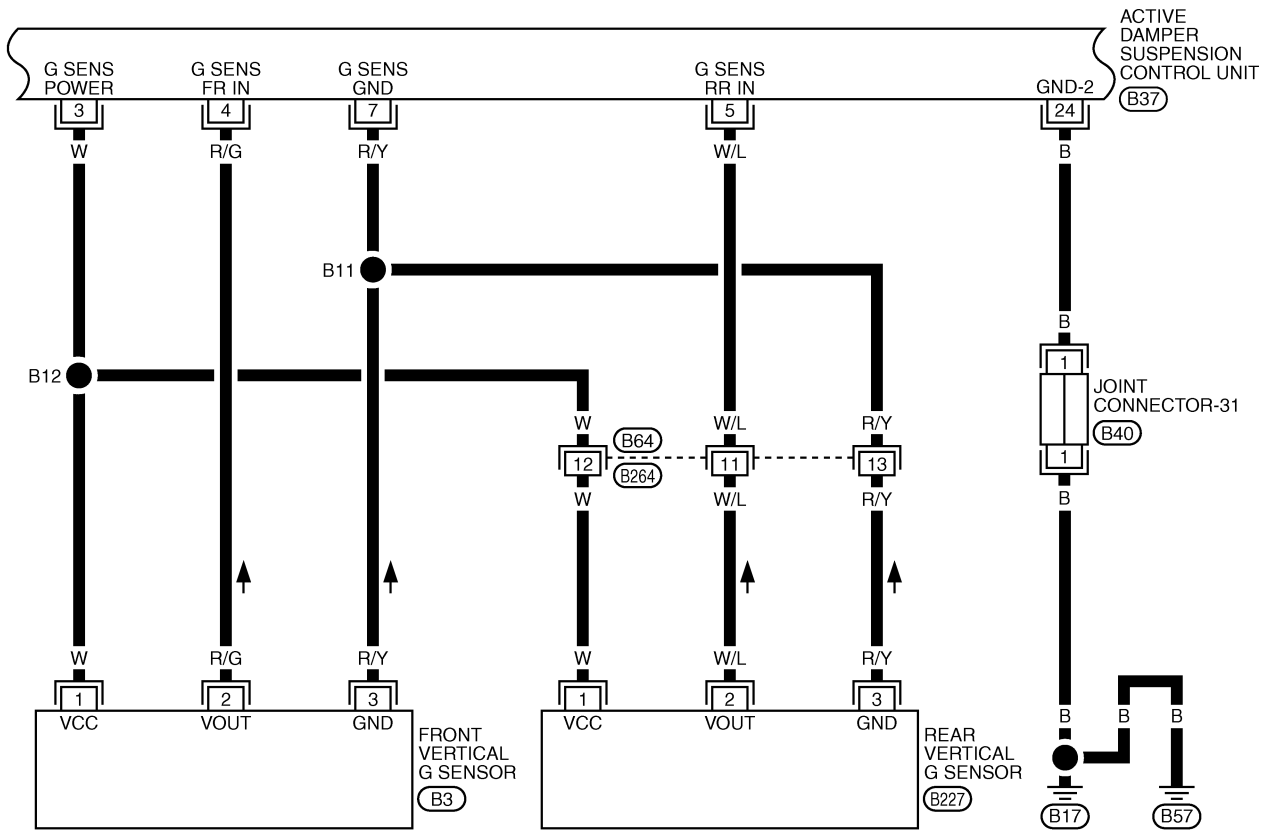 ACTIVE
DAMPER
SUSPENSION
CONTROL UNIT
B37
G SENS
POWER
G SENS
FR IN
G SENS
GND
G SENS
RR IN
GND-2
3
4
7
5
24
W
R/G
R/Y
W/L
B
B11
B
B12
1
JOINT
CONNECTOR-31
B40
1
B
W
W/L
R/Y
B64
12
11
13
B264
W
W/L
R/Y
W
R/G
R/Y
W
W/L
R/Y
1
2
3
1
2
3
VCC
VOUT
GND
VCC
VOUT
GND
FRONT
VERTICAL
G SENSOR
B3
REAR
VERTICAL
G SENSOR
B227
B
B
B
B17
B57